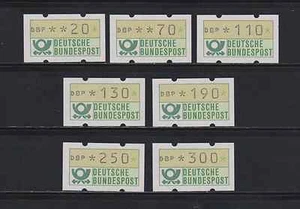 DBP **20
DEUTSCHE
BUNDESPOST
DBP **70
DEUTSCHE
BUNDESPOST
DBP *110
DEUTSCHE
BUNDESPOST
DBP *130
DEUTSCHE
BUNDESPOST
DBP *190
DEUTSCHE
BUNDESPOST
DBP *250
DEUTSCHE
BUNDESPOST
DBP *300
DEUTSCHE
BUNDESPOST